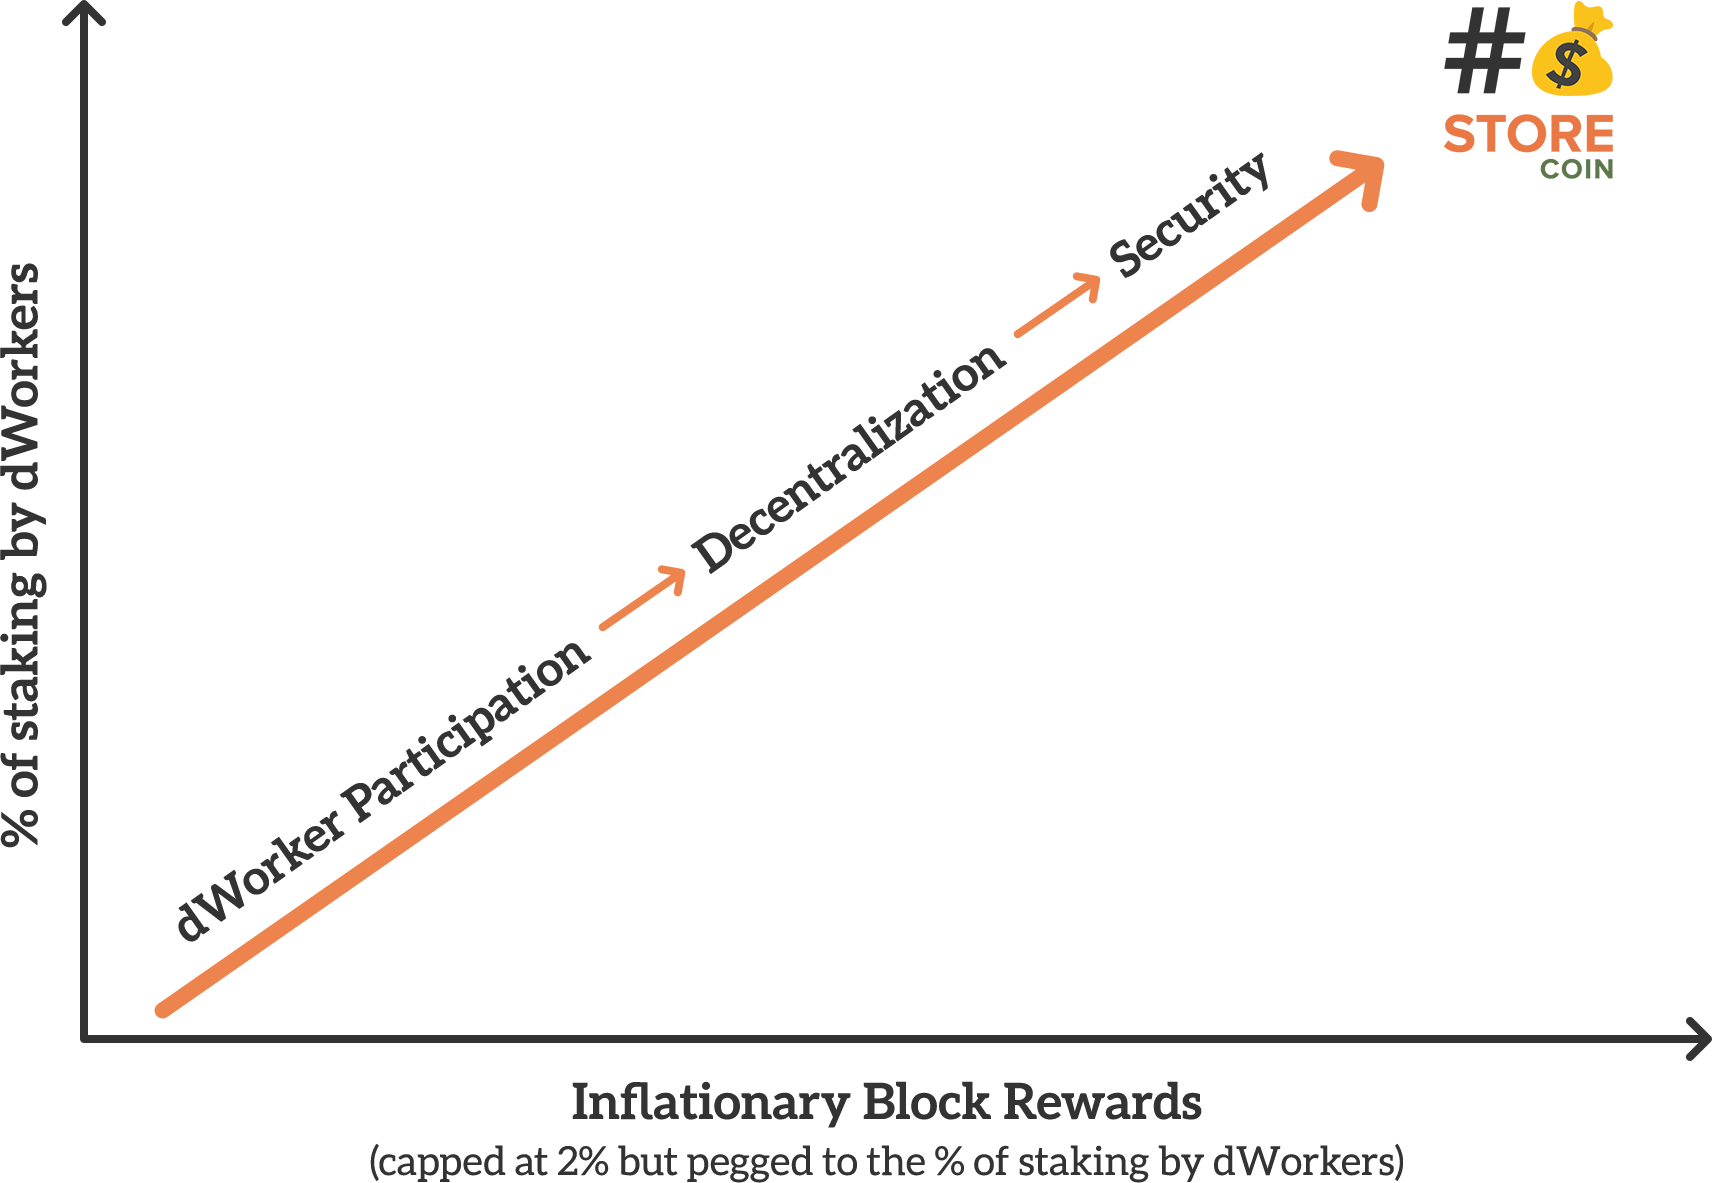 #$
STORE
COIN
% of staking by dWorkers
dWorker Participation
Decentralization
Security
Inflationary Block Rewards
(capped at 2% but pegged to the % of staking by dWorkers)